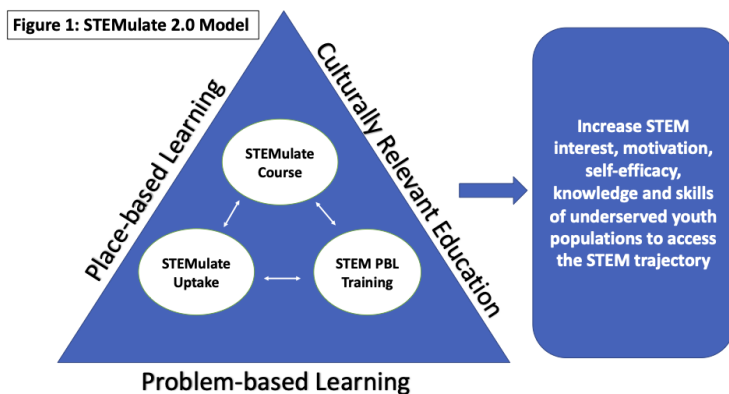 Figure 1: STEMulate 2.0 Model
Place-based Learning
Culturally Relevant Education
STEMulate
Course
STEMulate
Uptake
STEM PBL
Training
Problem-based Learning
Increase STEM
interest, motivation,
self-efficacy,
knowledge and skills
of underserved youth
populations to access
the STEM trajectory